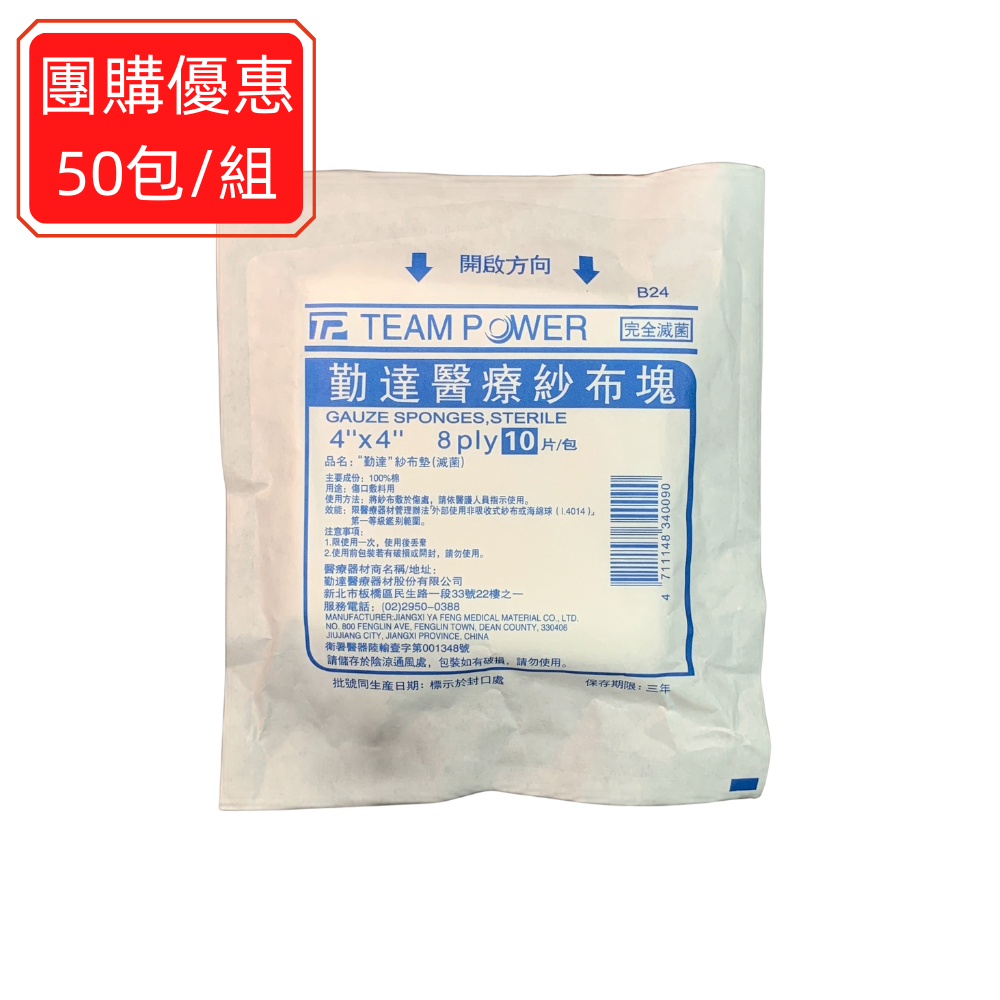 團購優惠
50包/組
開啟方向
B24
TP TEAM POWER 完全滅菌
勤達醫療紗布塊
GAUZE SPONGES,STERILE
4"x4" 8ply 10片/包
品名："勤達"紗布墊(滅菌)
主要成份：100%棉
用途：傷口敷料用
使用方法：將紗布敷於傷處，請依醫護人員指示使用。
效能：限醫療器材管理辦法「外部使用非吸收式紗布或海綿球（I.4014）」
第一等級鑑別範圍。
注意事項：
1.限使用一次，使用後丟棄
2.使用前包裝若有破損或開封，請勿使用。
醫療器材商名稱/地址：
勤達醫療器材股份有限公司
新北市板橋區民生路一段33號22樓之一
服務電話：(02)2950-0388
MANUFACTURER:JIANGXI YA FENG MEDICAL MATERIAL CO., LTD.
NO. 800 FENGLIN AVE, FENGLIN TOWN, DEAN COUNTY, 330406
JIUJIANG CITY, JIANGXI PROVINCE, CHINA
衛署醫器陸輸壹字第001348號
請儲存於陰涼通風處，包裝如有破損，請勿使用。
批號同生産日期：標示於封口處 保存期限：三年
4 711148 340090